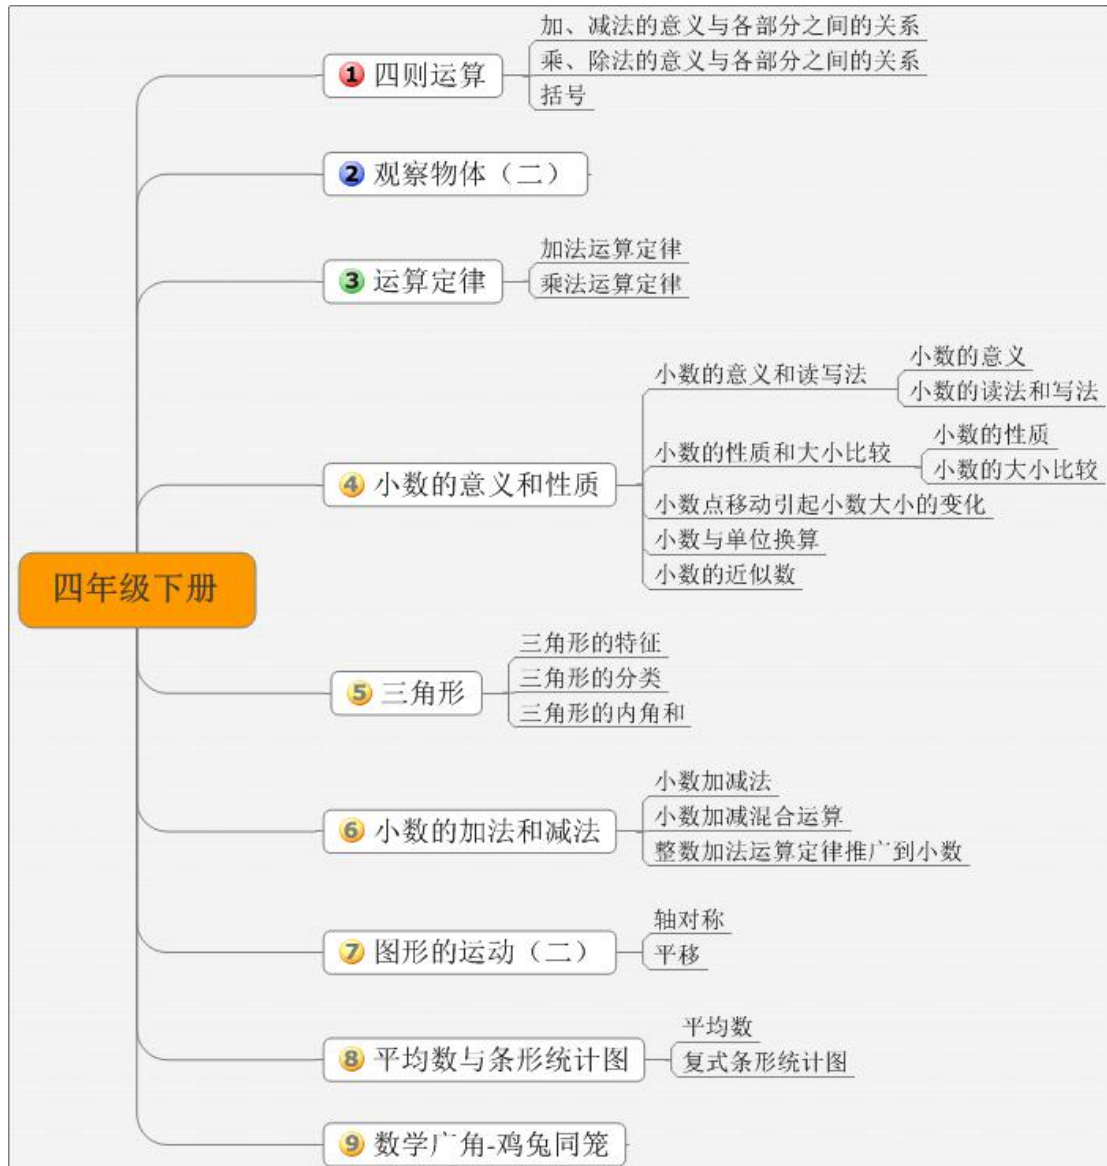 四年级下册
1 四则运算
加、减法的意义与各部分之间的关系
乘、除法的意义与各部分之间的关系
括号
2 观察物体（二）
3 运算定律
加法运算定律
乘法运算定律
4 小数的意义和性质
小数的意义和读写法
小数的意义
小数的读法和写法
小数的性质和大小比较
小数的性质
小数的大小比较
小数点移动引起小数大小的变化
小数与单位换算
小数的近似数
5 三角形
三角形的特征
三角形的分类
三角形的内角和
6 小数的加法和减法
小数加减法
小数加减混合运算
整数加法运算定律推广到小数
7 图形的运动（二）
轴对称
平移
8 平均数与条形统计图
平均数
复式条形统计图
9 数学广角-鸡兔同笼